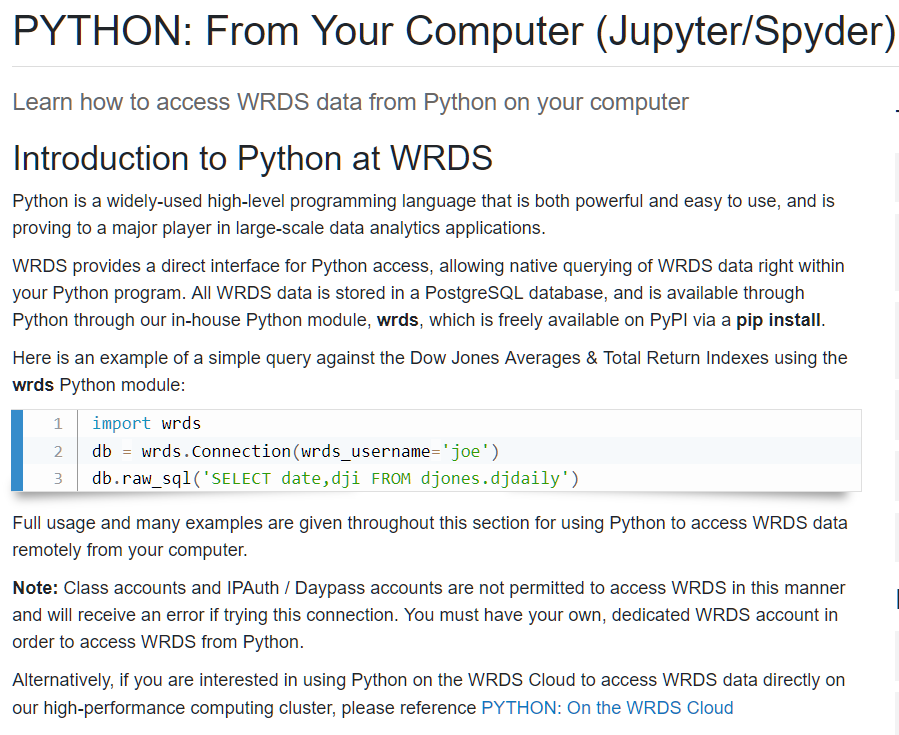 PYTHON: From Your Computer (Jupyter/Spyder)
Learn how to access WRDS data from Python on your computer
Introduction to Python at WRDS
Python is a widely-used high-level programming language that is both powerful and easy to use, and is
proving to a major player in large-scale data analytics applications.
WRDS provides a direct interface for Python access, allowing native querying of WRDS data right within
your Python program. All WRDS data is stored in a PostgreSQL database, and is available through
Python through our in-house Python module, wrds, which is freely available on PyPI via a pip install.
Here is an example of a simple query against the Dow Jones Averages & Total Return Indexes using the
wrds Python module:
1 import wrds
2 db = wrds.Connection(wrds_username='joe')
3 db.raw_sql('SELECT date,dji FROM djones.djdaily')
Full usage and many examples are given throughout this section for using Python to access WRDS data
remotely from your computer.
Note: Class accounts and IPAuth / Daypass accounts are not permitted to access WRDS in this manner
and will receive an error if trying this connection. You must have your own, dedicated WRDS account in
order to access WRDS from Python.
Alternatively, if you are interested in using Python on the WRDS Cloud to access WRDS data directly on
our high-performance computing cluster, please reference PYTHON: On the WRDS Cloud